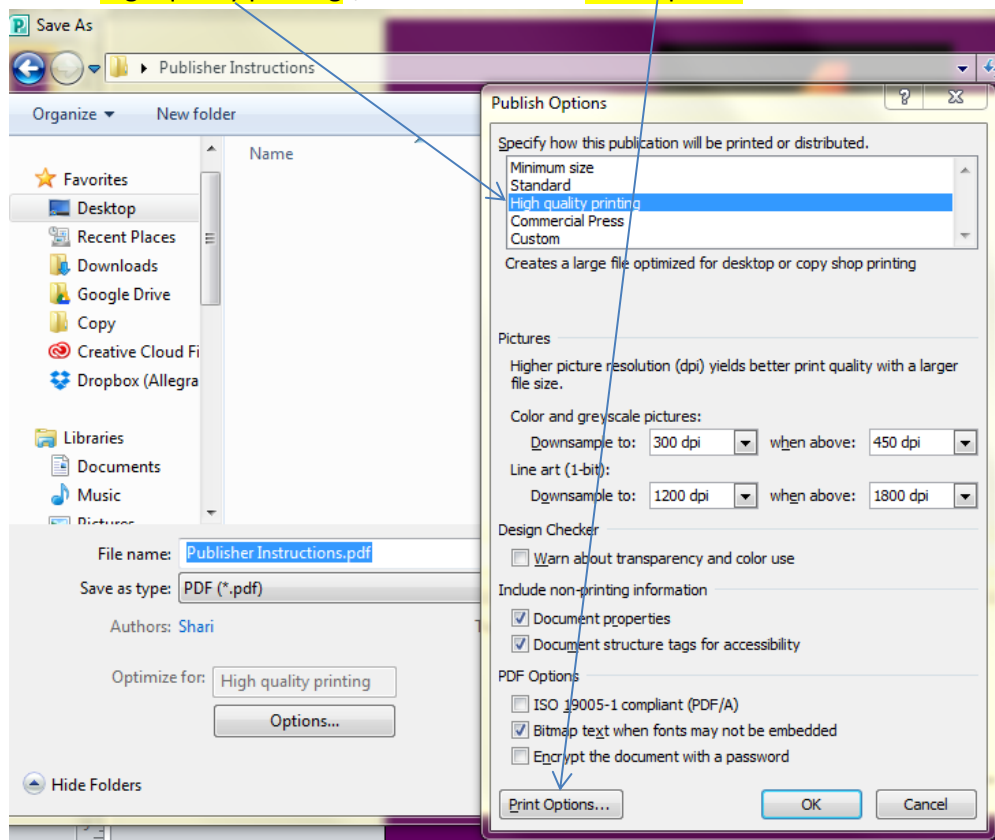 Save As
Publisher Instructions
Organize
New folder
Name
Favorites
Desktop
Recent Places
Downloads
Google Drive
Copy
Creative Cloud Fi
Dropbox (Allegra
Libraries
Documents
Music
File name: Publisher Instructions.pdf
Save as type: PDF (*.pdf)
Authors: Shari
Optimize for: High quality printing
Options...
Hide Folders
Publish Options
Specify how this publication will be printed or distributed.
Minimum size
Standard
High quality printing
Commercial Press
Custom
Creates a large file optimized for desktop or copy shop printing
Pictures
Higher picture resolution (dpi) yields better print quality with a larger
file size.
Color and greyscale pictures:
Downsample to: 300 dpi when above: 450 dpi
Line art (1-bit):
Downsample to: 1200 dpi when above: 1800 dpi
Design Checker
Warn about transparency and color use
Include non-printing information
Document properties
Document structure tags for accessibility
PDF Options
ISO 19005-1 compliant (PDF/A)
Bitmap text when fonts may not be embedded
Encrypt the document with a password
Print Options...
OK
Cancel